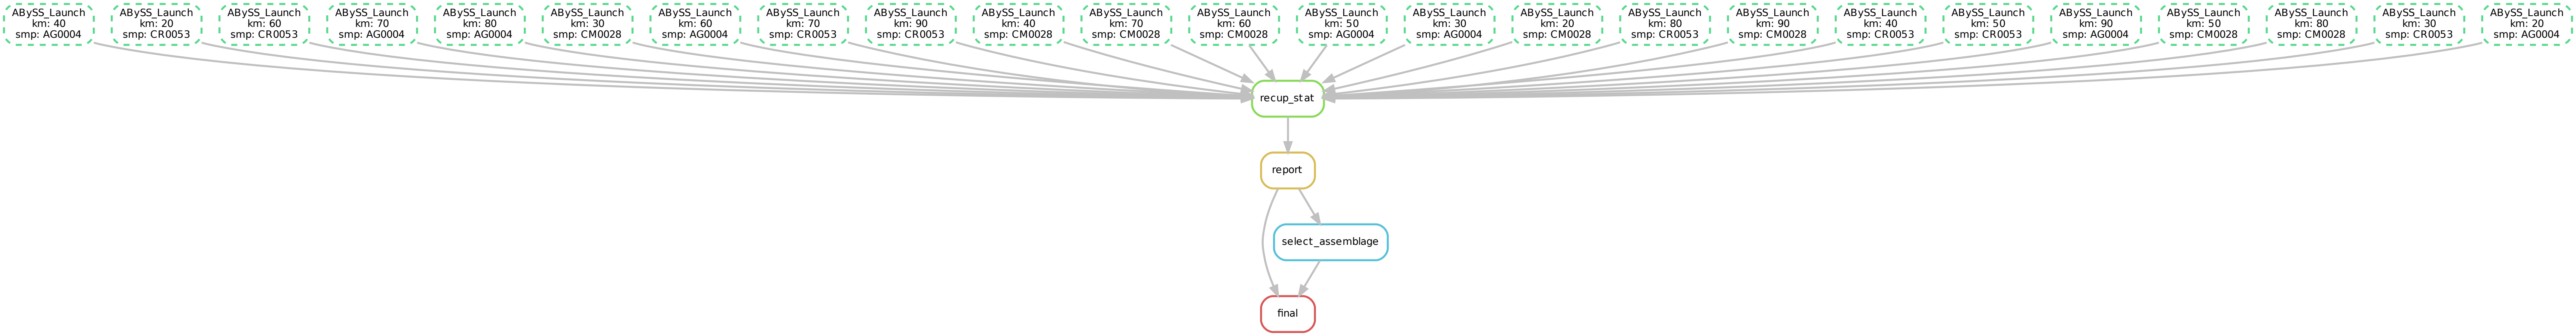 ABySS_Launch
km: 40
smp: AG0004
ABySS_Launch
km: 20
smp: CR0053
ABySS_Launch
km: 60
smp: CR0053
ABySS_Launch
km: 70
smp: AG0004
ABySS_Launch
km: 80
smp: AG0004
ABySS_Launch
km: 30
smp: CM0028
ABySS_Launch
km: 60
smp: AG0004
ABySS_Launch
km: 70
smp: CR0053
ABySS_Launch
km: 90
smp: CR0053
ABySS_Launch
km: 40
smp: CM0028
ABySS_Launch
km: 70
smp: CM0028
ABySS_Launch
km: 60
smp: CM0028
ABySS_Launch
km: 50
smp: AG0004
ABySS_Launch
km: 30
smp: AG0004
ABySS_Launch
km: 20
smp: CM0028
ABySS_Launch
km: 80
smp: CR0053
ABySS_Launch
km: 90
smp: CM0028
ABySS_Launch
km: 40
smp: CR0053
ABySS_Launch
km: 50
smp: CR0053
ABySS_Launch
km: 90
smp: AG0004
ABySS_Launch
km: 50
smp: CM0028
ABySS_Launch
km: 80
smp: CM0028
ABySS_Launch
km: 30
smp: CR0053
ABySS_Launch
km: 20
smp: AG0004
recup_stat
report
select_assemblage
final